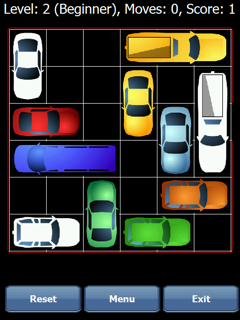 Level: 2 (Beginner), Moves: 0, Score: 1
Reset Menu Exit